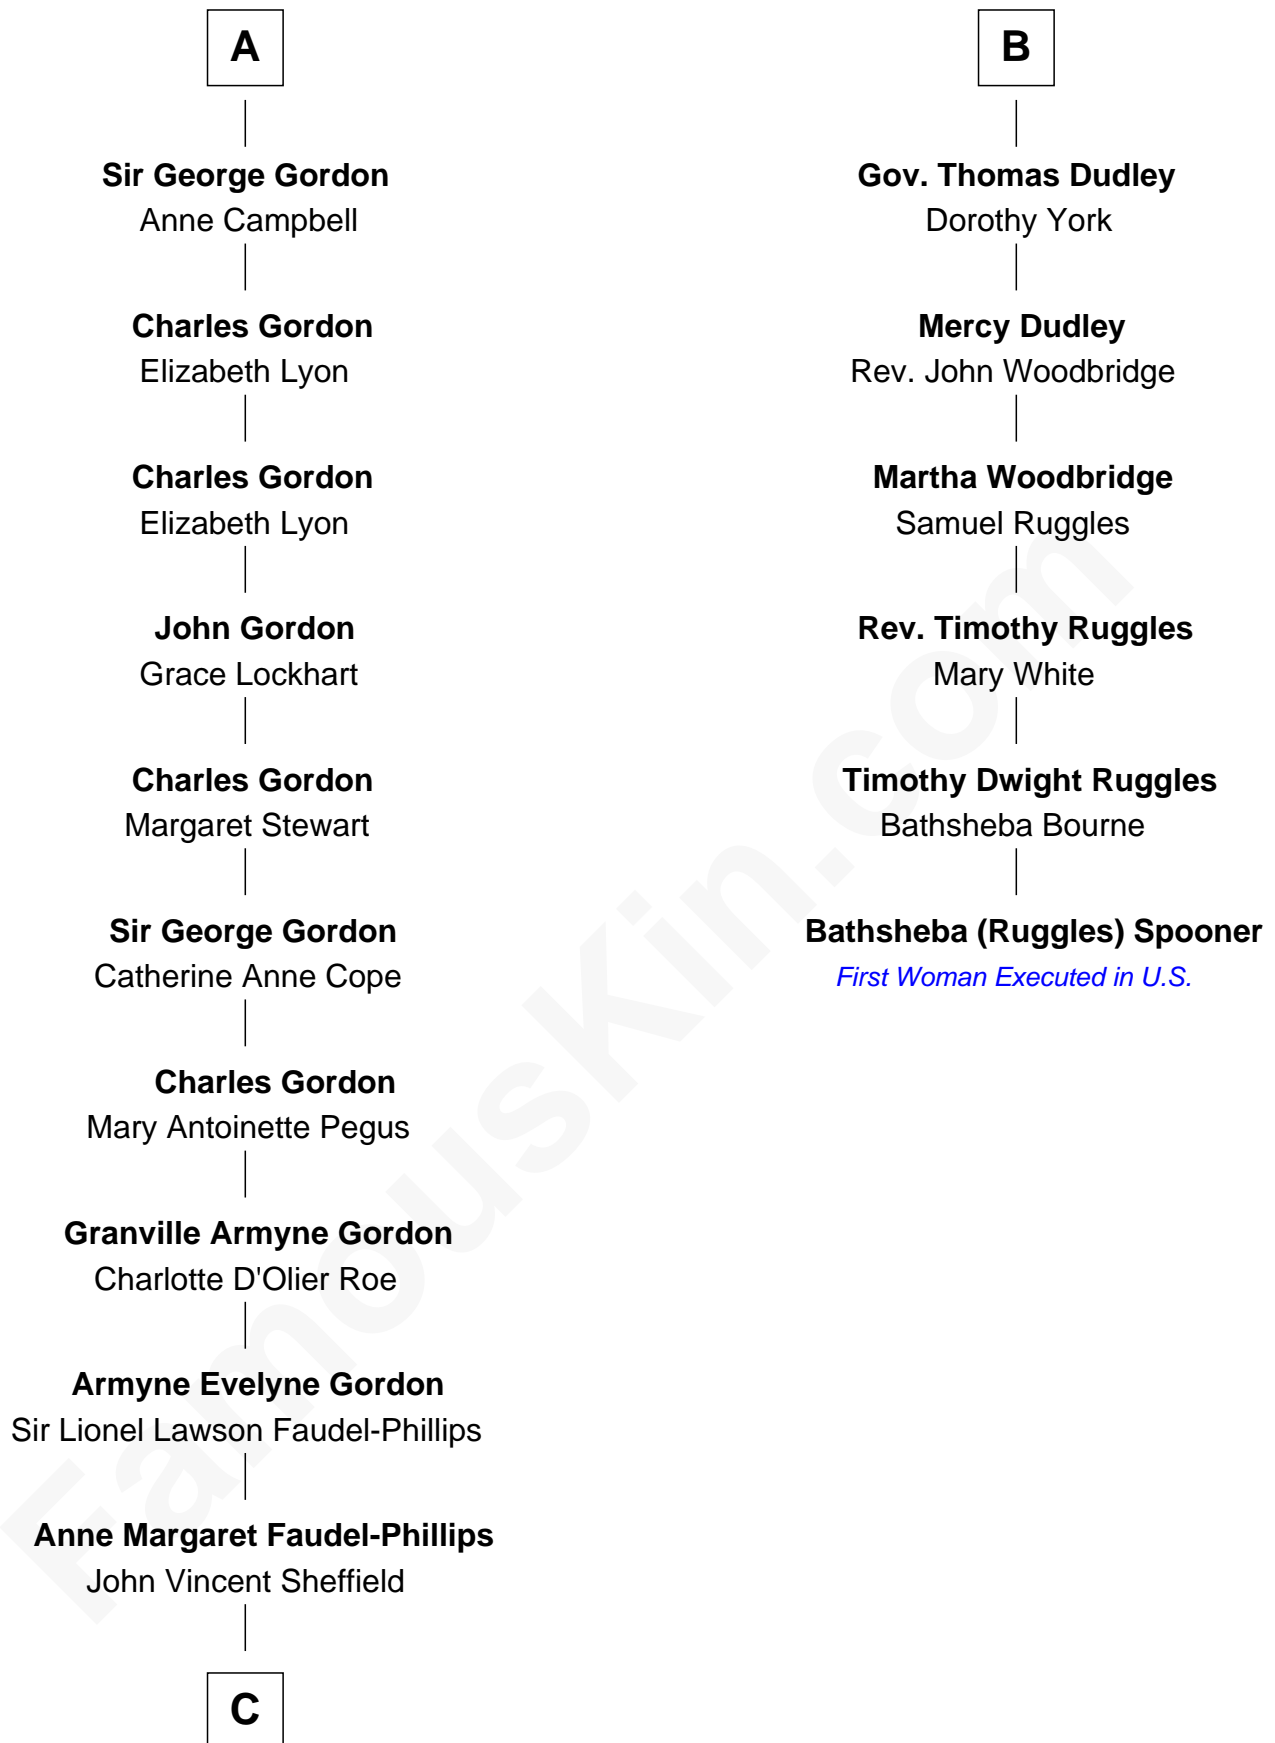 A
Sir George Gordon
Anne Campbell
Charles Gordon
Elizabeth Lyon
Charles Gordon
Elizabeth Lyon
John Gordon
Grace Lockhart
Charles Gordon
Margaret Stewart
Sir George Gordon
Catherine Anne Cope
Charles Gordon
Mary Antoinette Pegus
Granville Armyne Gordon
Charlotte D'Olier Roe
Armyne Evelyne Gordon
Sir Lionel Lawson Faudel-Phillips
Anne Margaret Faudel-Phillips
John Vincent Sheffield
C
B
Gov. Thomas Dudley
Dorothy York
Mercy Dudley
Rev. John Woodbridge
Martha Woodbridge
Samuel Ruggles
Rev. Timothy Ruggles
Mary White
Timothy Dwight Ruggles
Bathsheba Bourne
Bathsheba (Ruggles) Spooner
First Woman Executed in U.S.
FamousKin.com